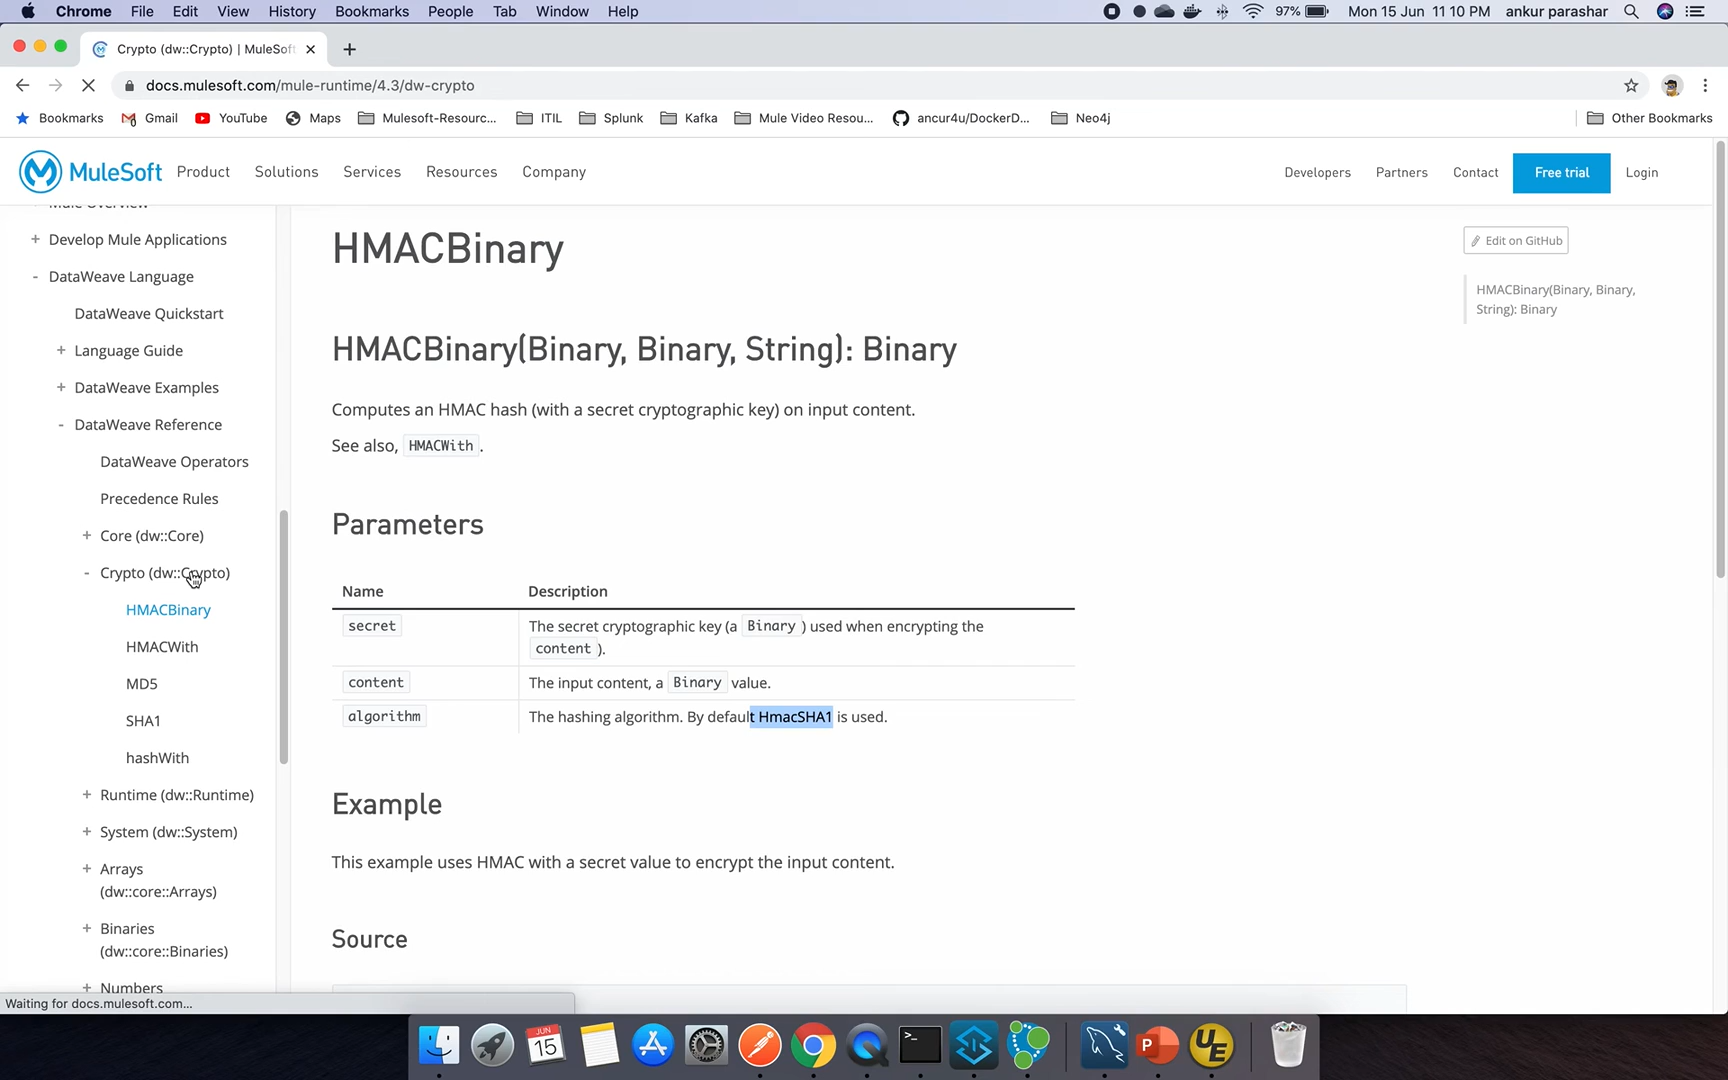 Chrome File Edit View History Bookmarks People Tab Window Help 97% Mon 15 Jun 11 10 PM ankur parashar
Crypto (dw::Crypto) | MuleSoft
docs.mulesoft.com/mule-runtime/4.3/dw-crypto
Bookmarks Gmail YouTube Maps Mulesoft-Resourc... ITIL Splunk Kafka Mule Video Resou... ancur4u/DockerD... Neo4j Other Bookmarks
MuleSoft Product Solutions Services Resources Company Developers Partners Contact Free trial Login
Mule Overview
+ Develop Mule Applications
- DataWeave Language
DataWeave Quickstart
+ Language Guide
+ DataWeave Examples
- DataWeave Reference
DataWeave Operators
Precedence Rules
+ Core (dw::Core)
- Crypto (dw::Crypto)
HMACBinary
HMACWith
MD5
SHA1
hashWith
+ Runtime (dw::Runtime)
+ System (dw::System)
+ Arrays
(dw::core::Arrays)
+ Binaries
(dw::core::Binaries)
+ Numbers
HMACBinary
HMACBinary(Binary, Binary, String): Binary
Computes an HMAC hash (with a secret cryptographic key) on input content.
See also, HMACWith .
Parameters
Name Description
secret The secret cryptographic key (a Binary ) used when encrypting the
content ).
content The input content, a Binary value.
algorithm The hashing algorithm. By default HmacSHA1 is used.
Example
This example uses HMAC with a secret value to encrypt the input content.
Source
Edit on GitHub
HMACBinary(Binary, Binary,
String): Binary
Waiting for docs.mulesoft.com...
JUN
15
>_
P
UE